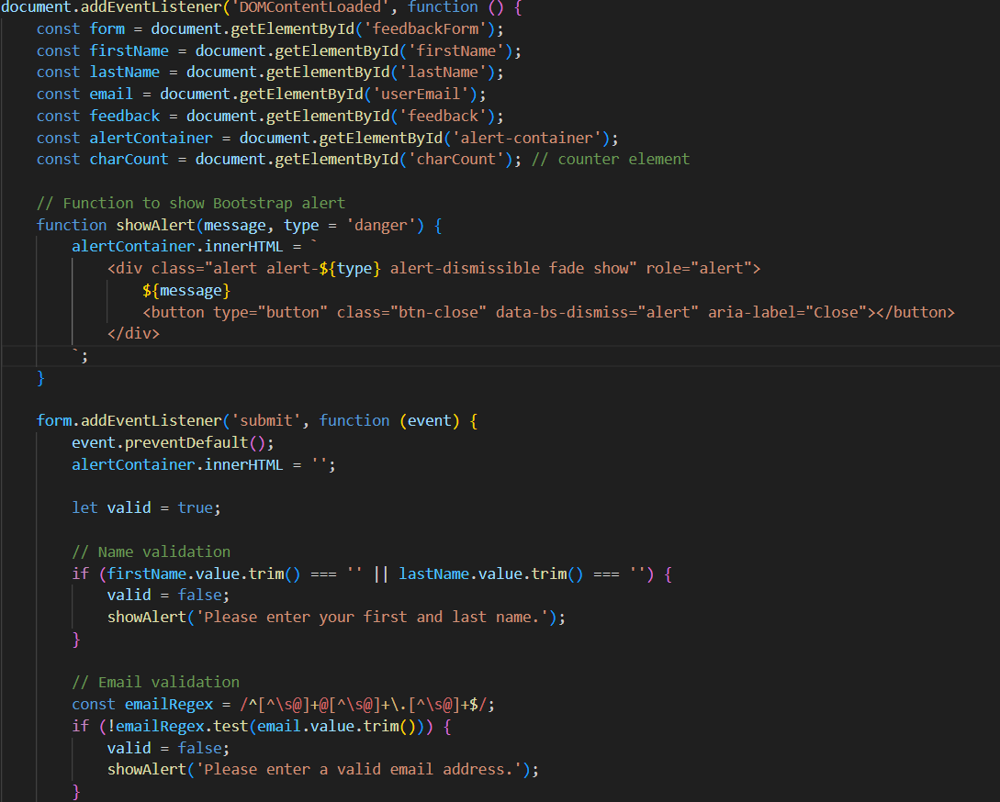 document.addEventListener('DOMContentLoaded', function () {
    const form = document.getElementById('feedbackForm');
    const firstName = document.getElementById('firstName');
    const lastName = document.getElementById('lastName');
    const email = document.getElementById('userEmail');
    const feedback = document.getElementById('feedback');
    const alertContainer = document.getElementById('alert-container');
    const charCount = document.getElementById('charCount'); // counter element

    // Function to show Bootstrap alert
    function showAlert(message, type = 'danger') {
        alertContainer.innerHTML = `
            <div class="alert alert-${type} alert-dismissible fade show" role="alert">
                ${message}
                <button type="button" class="btn-close" data-bs-dismiss="alert" aria-label="Close"></button>
            </div>
        `;
    }

    form.addEventListener('submit', function (event) {
        event.preventDefault();
        alertContainer.innerHTML = '';

        let valid = true;

        // Name validation
        if (firstName.value.trim() === '' || lastName.value.trim() === '') {
            valid = false;
            showAlert('Please enter your first and last name.');
        }

        // Email validation
        const emailRegex = /^[^\s@]+@[^\s@]+\.[^\s@]+$/;
        if (!emailRegex.test(email.value.trim())) {
            valid = false;
            showAlert('Please enter a valid email address.');
        }